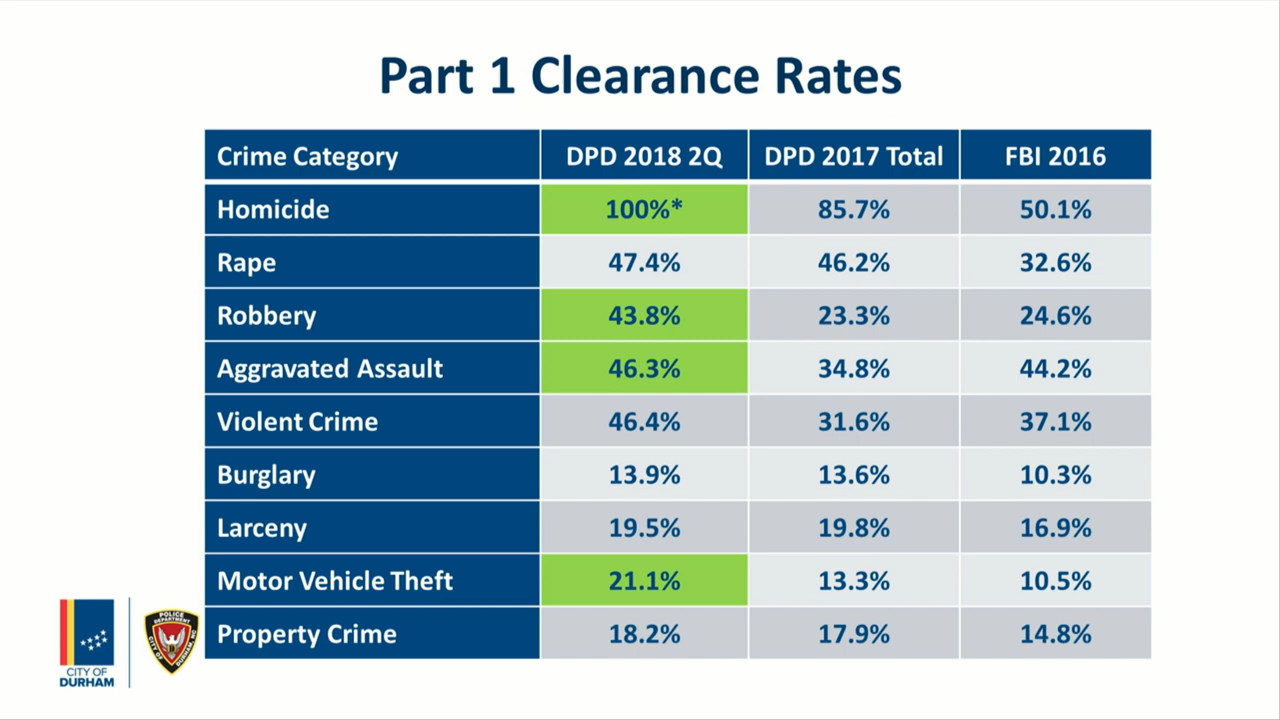 Part 1 Clearance Rates
Crime Category DPD 2018 2Q DPD 2017 Total FBI 2016
Homicide 100%* 85.7% 50.1%
Rape 47.4% 46.2% 32.6%
Robbery 43.8% 23.3% 24.6%
Aggravated Assault 46.3% 34.8% 44.2%
Violent Crime 46.4% 31.6% 37.1%
Burglary 13.9% 13.6% 10.3%
Larceny 19.5% 19.8% 16.9%
Motor Vehicle Theft 21.1% 13.3% 10.5%
Property Crime 18.2% 17.9% 14.8%
CITY OF
DURHAM
POLICE
DEPARTMENT
CITY OF
DURHAM, NC